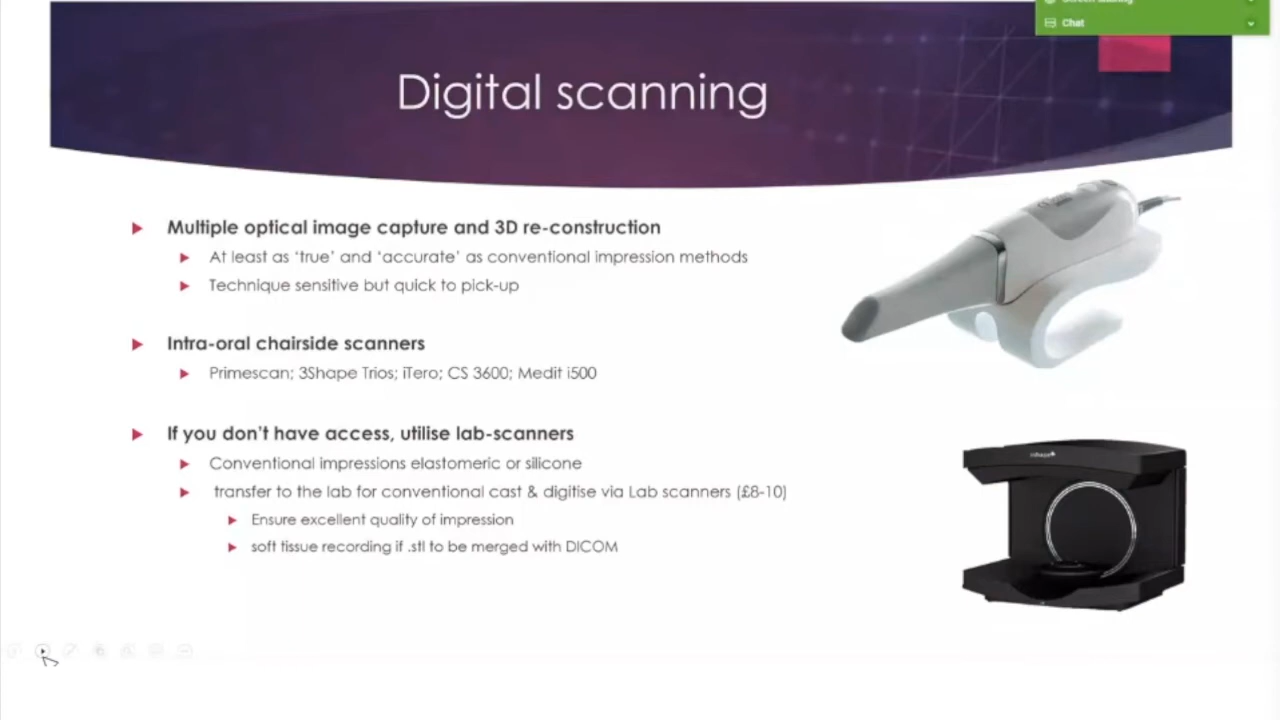 Chat
Digital scanning
Multiple optical image capture and 3D re-construction
At least as ‘true’ and ‘accurate’ as conventional impression methods
Technique sensitive but quick to pick-up
Intra-oral chairside scanners
Primescan; 3Shape Trios; iTero; CS 3600; Medit i500
If you don’t have access, utilise lab-scanners
Conventional impressions elastomeric or silicone
transfer to the lab for conventional cast & digitise via Lab scanners (£8-10)
Ensure excellent quality of impression
soft tissue recording if .stl to be merged with DICOM